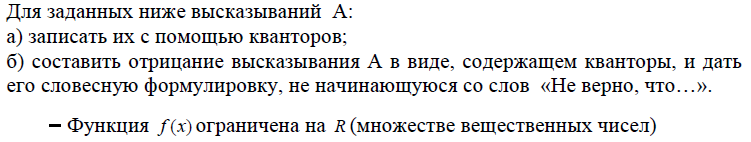 Для заданных ниже высказываний A:
а) записать их с помощью кванторов;
б) составить отрицание высказывания A в виде, содержащем кванторы, и дать
его словесную формулировку, не начинающуюся со слов «Не верно, что…».
− Функция f(x) ограничена на R (множестве вещественных чисел)